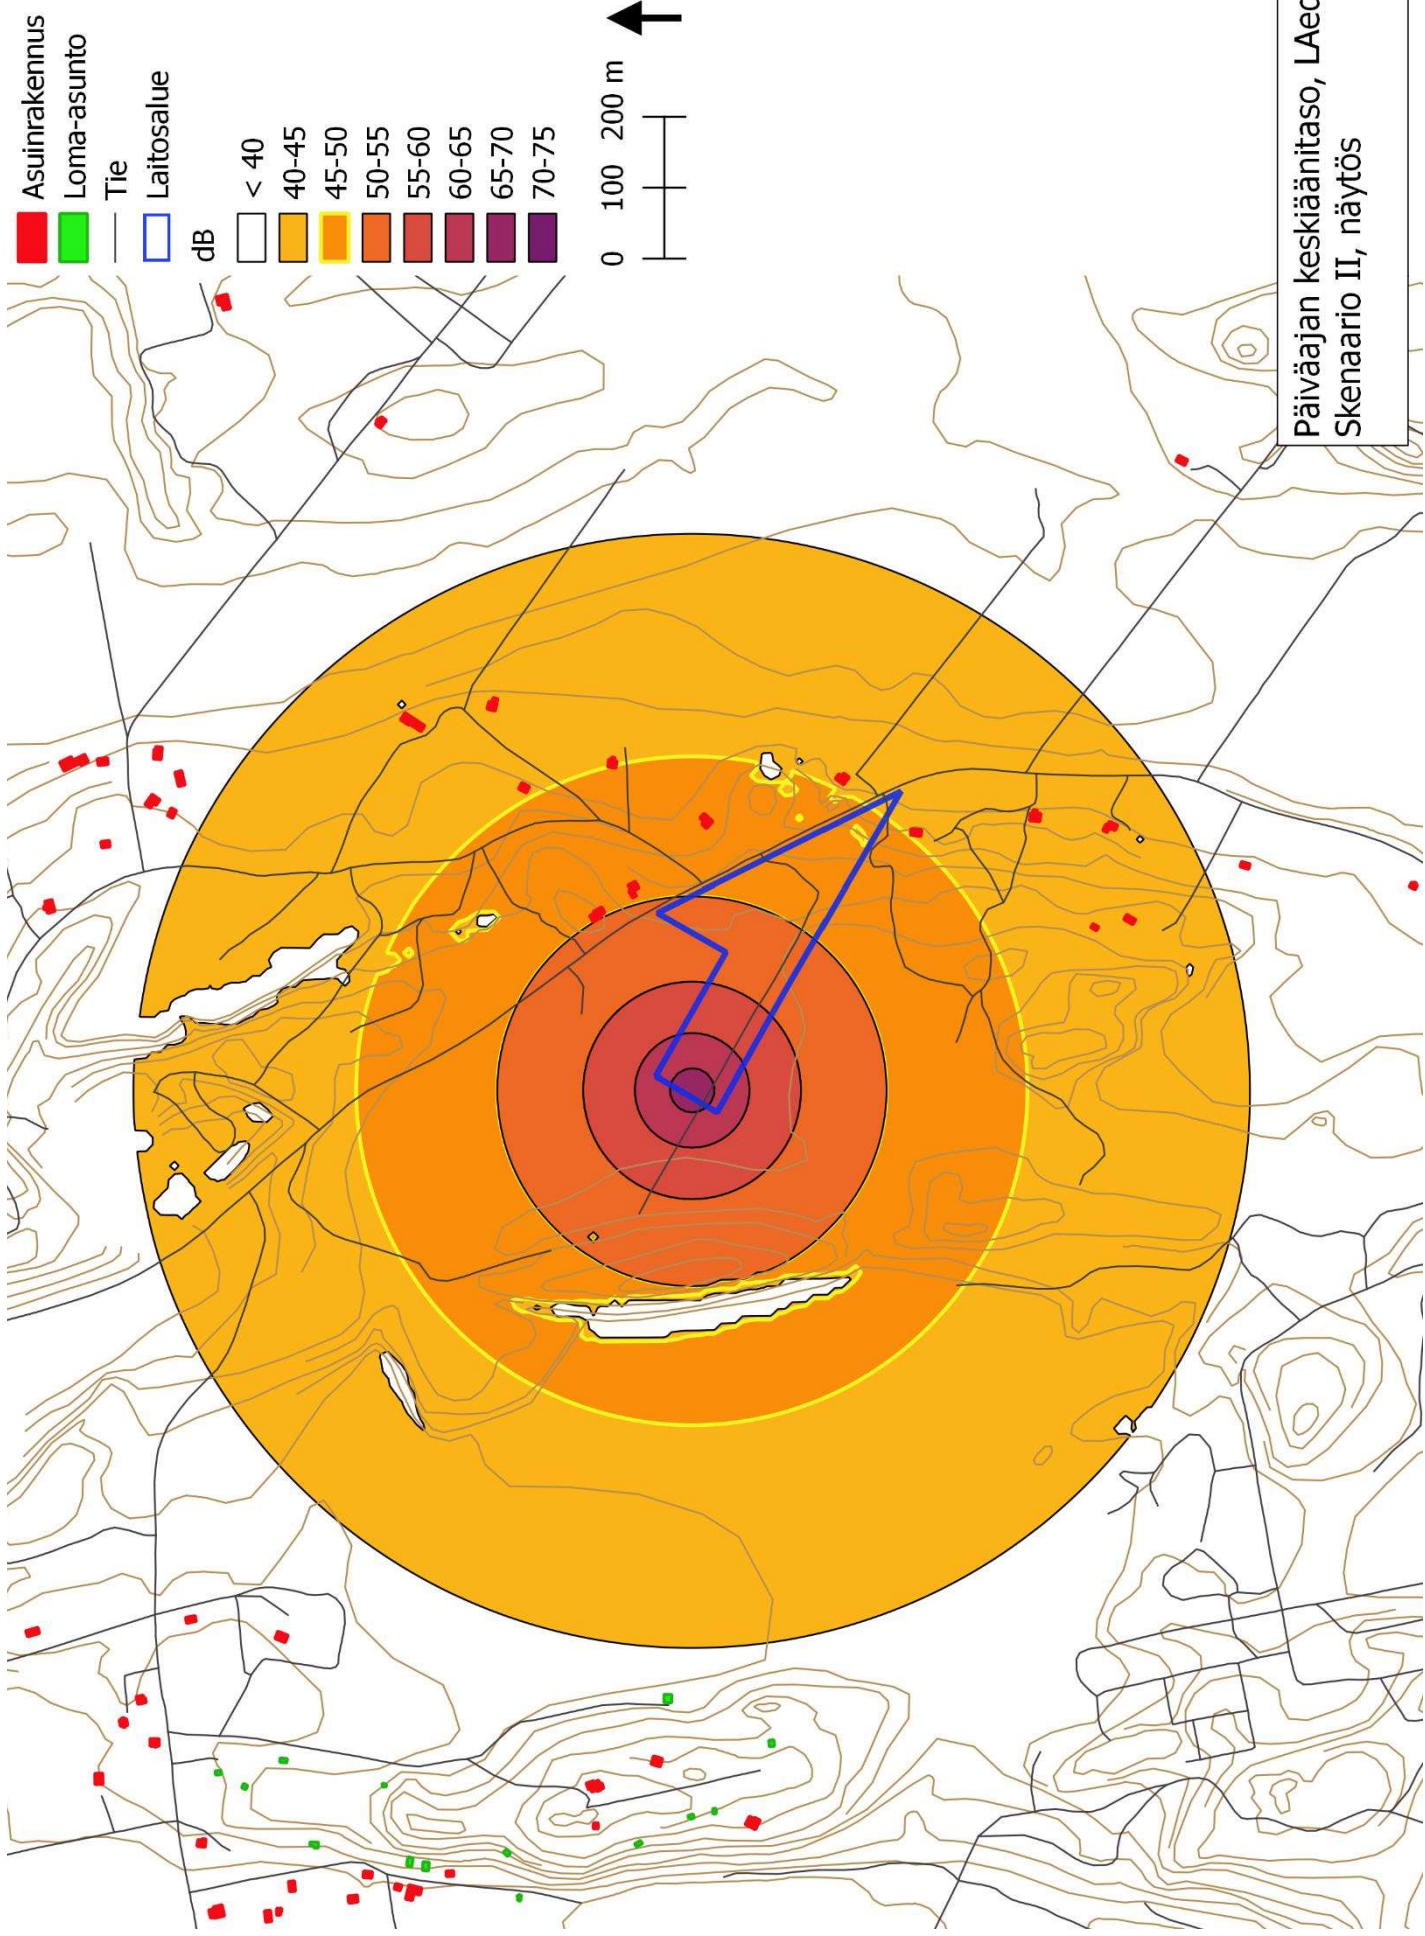 Asuinrakennus
Loma-asunto
Tie
Laitosalue
dB
< 40
40-45
45-50
50-55
55-60
60-65
65-70
70-75
0 100 200 m
Päiväajan keskiäänitaso,
Skenaario II, näytös